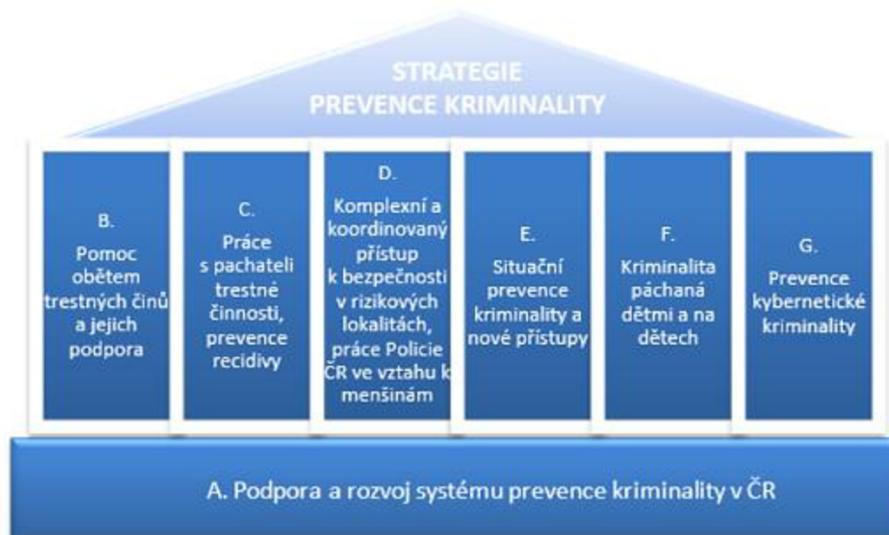 STRATEGIE
PREVENCE KRIMINALITY
B.
Pomoc
obětem
trestných činů
a jejich
podpora
C.
Práce
s pachateli
trestné
činnosti,
prevence
recidivy
D.
Komplexní a
koordinovaný
přístup
k bezpečnosti
v rizikových
lokalitách,
práce Policie
ČR ve vztahu k
menšinám
E.
Situační
prevence
kriminality a
nové přístupy
F.
Kriminalita
páchaná
dětmi a na
dětech
G.
Prevence
kybernetické
kriminality
A. Podpora a rozvoj systému prevence kriminality v ČR